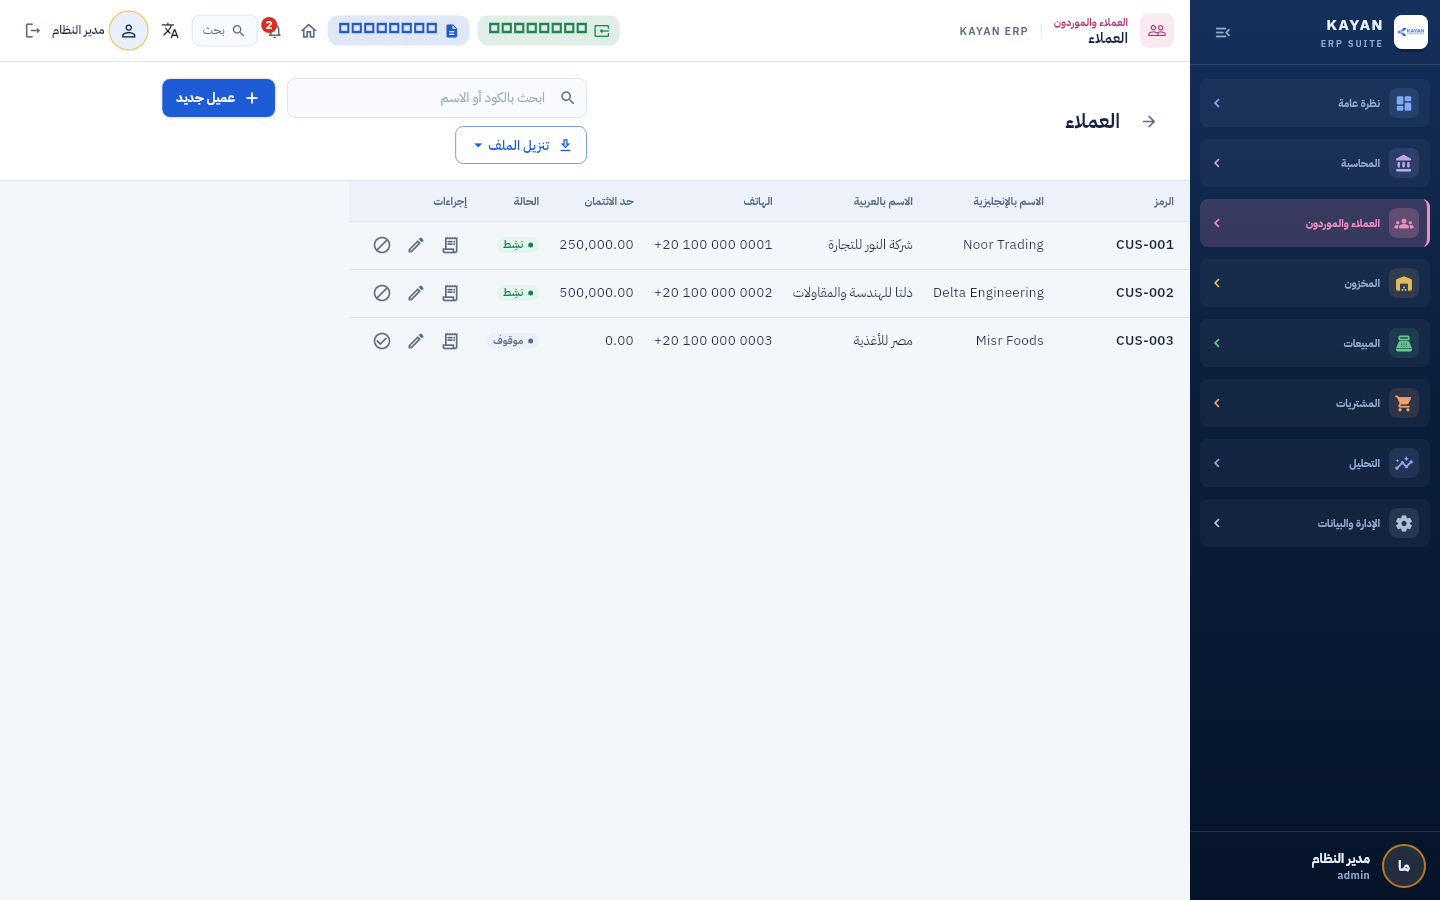 KAYAN
ERP SUITE
نظرة عامة
المحاسبة
العملاء والموردون
المخزون
المبيعات
المشتريات
التحليل
الإدارة والبيانات
ما
مدير النظام
admin
العملاء والموردون
العملاء
KAYAN ERP
2
بحث
مدير النظام
العملاء
ابحث بالكود أو الاسم
عميل جديد
تنزيل الملف
الرمز الاسم بالإنجليزية الاسم بالعربية الهاتف حد الائتمان الحالة إجراءات
CUS-001 Noor Trading شركة النور للتجارة +20 100 000 0001 250,000.00 نشِط
CUS-002 Delta Engineering دلتا للهندسة والمقاولات +20 100 000 0002 500,000.00 نشِط
CUS-003 Misr Foods مصر للأغذية +20 100 000 0003 0.00 موقوف